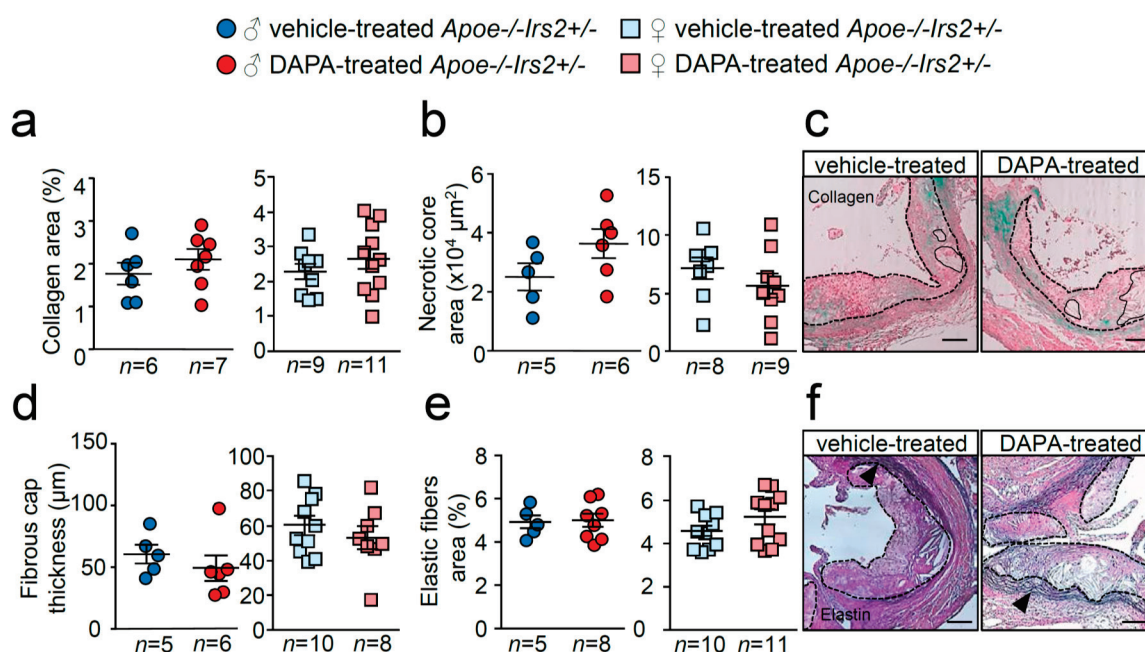 ♂ vehicle-treated Apoe-/-Irs2+/-
♀ vehicle-treated Apoe-/-Irs2+/-
♂ DAPA-treated Apoe-/-Irs2+/-
♀ DAPA-treated Apoe-/-Irs2+/-
a
Collagen area (%)
4
3
2
1
0
n=6
n=7
5
4
3
2
1
0
n=9
n=11
b
Necrotic core
area (x10⁴ μm²)
6
4
2
0
n=5
n=6
15
10
5
0
n=8
n=9
c
vehicle-treated
DAPA-treated
Collagen
d
Fibrous cap
thickness (μm)
150
100
50
0
n=5
n=6
100
80
60
40
20
0
n=10
n=8
e
Elastic fibers
area (%)
8
6
4
2
0
n=5
n=8
8
6
4
2
0
n=10
n=11
f
vehicle-treated
DAPA-treated
Elastin